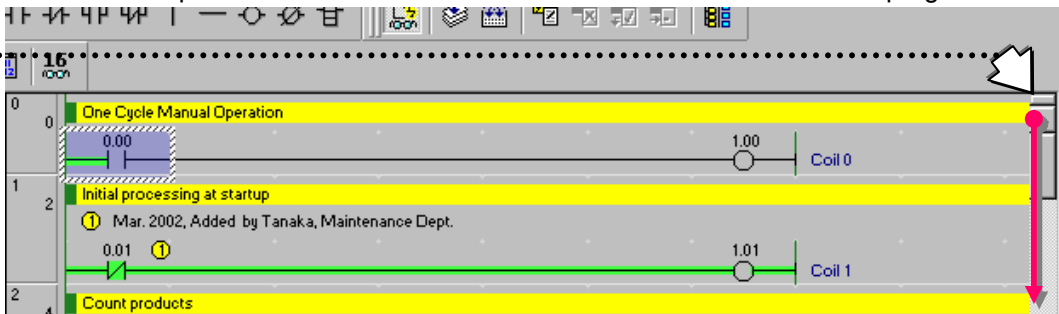 16
0
0
One Cycle Manual Operation
0.00
1.00
Coil 0
1
2
Initial processing at startup
1 Mar. 2002, Added by Tanaka, Maintenance Dept.
0.01 1
1.01
Coil 1
2
4
Count products